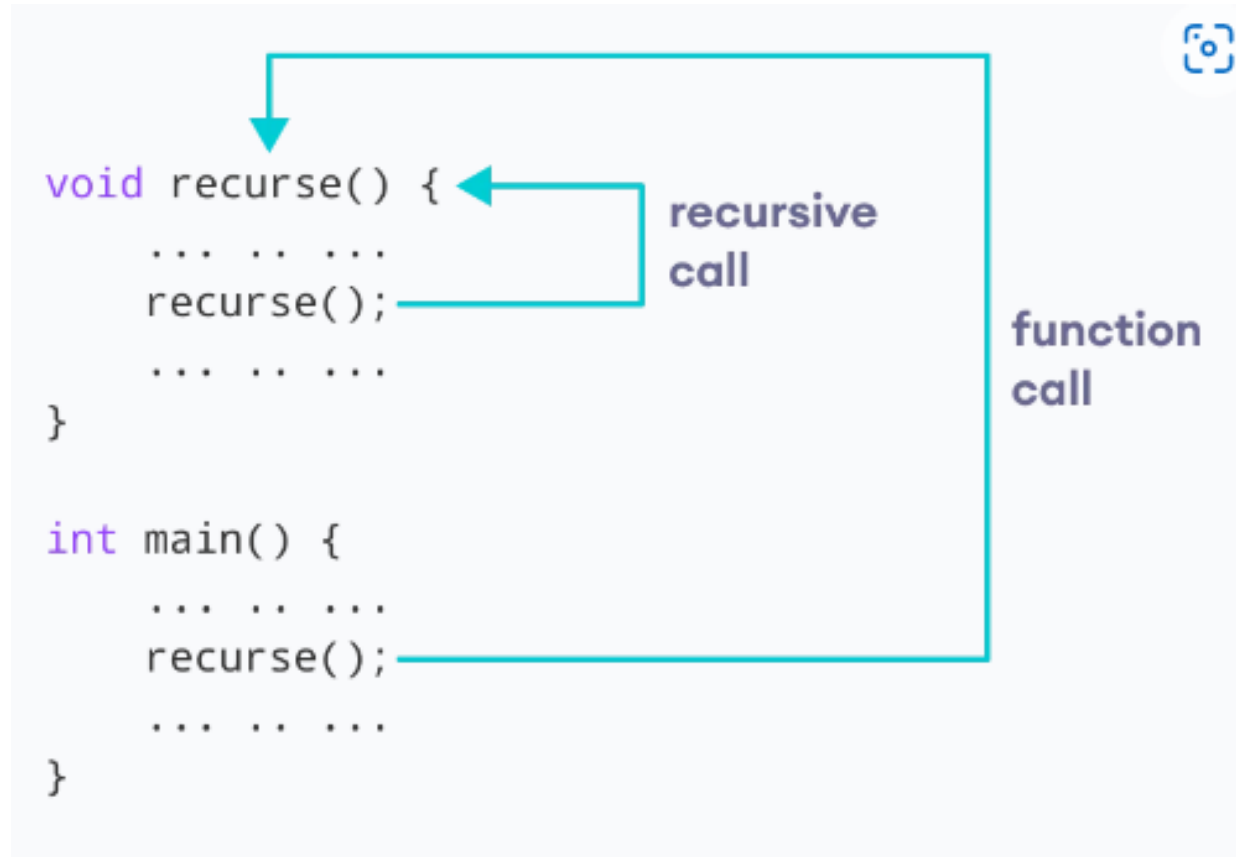 void recurse() {
... .. ...
recurse();
... .. ...
}
recursive
call
function
call
int main() {
... .. ...
recurse();
... .. ...
}